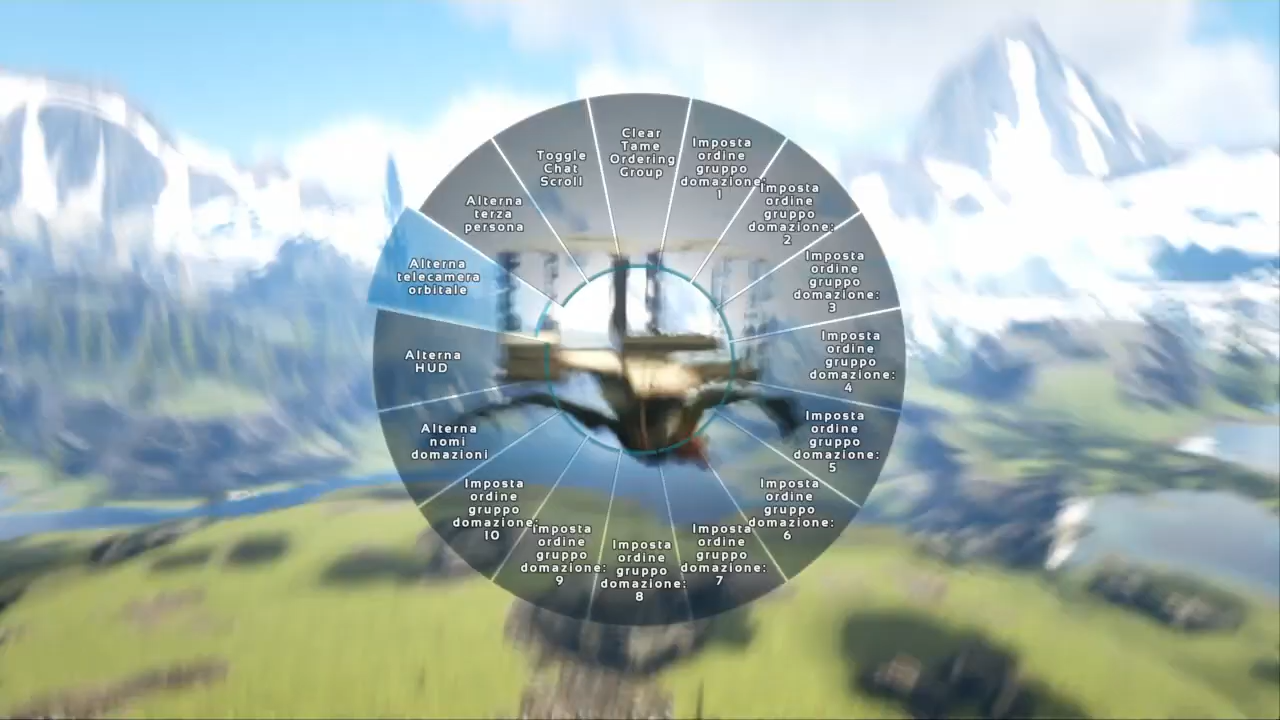 Clear
Tame
Ordering
Group
Imposta
ordine
gruppo
domazione:
1
Imposta
ordine
gruppo
domazione:
2
Imposta
ordine
gruppo
domazione:
3
Imposta
ordine
gruppo
domazione:
4
Imposta
ordine
gruppo
domazione:
5
Imposta
ordine
gruppo
domazione:
6
Imposta
ordine
gruppo
domazione:
7
Imposta
ordine
gruppo
domazione:
8
Imposta
ordine
gruppo
domazione:
9
Imposta
ordine
gruppo
domazione:
10
Alterna
nomi
domazioni
Alterna
HUD
Alterna
telecamera
orbitale
Alterna
terza
persona
Toggle
Chat
Scroll